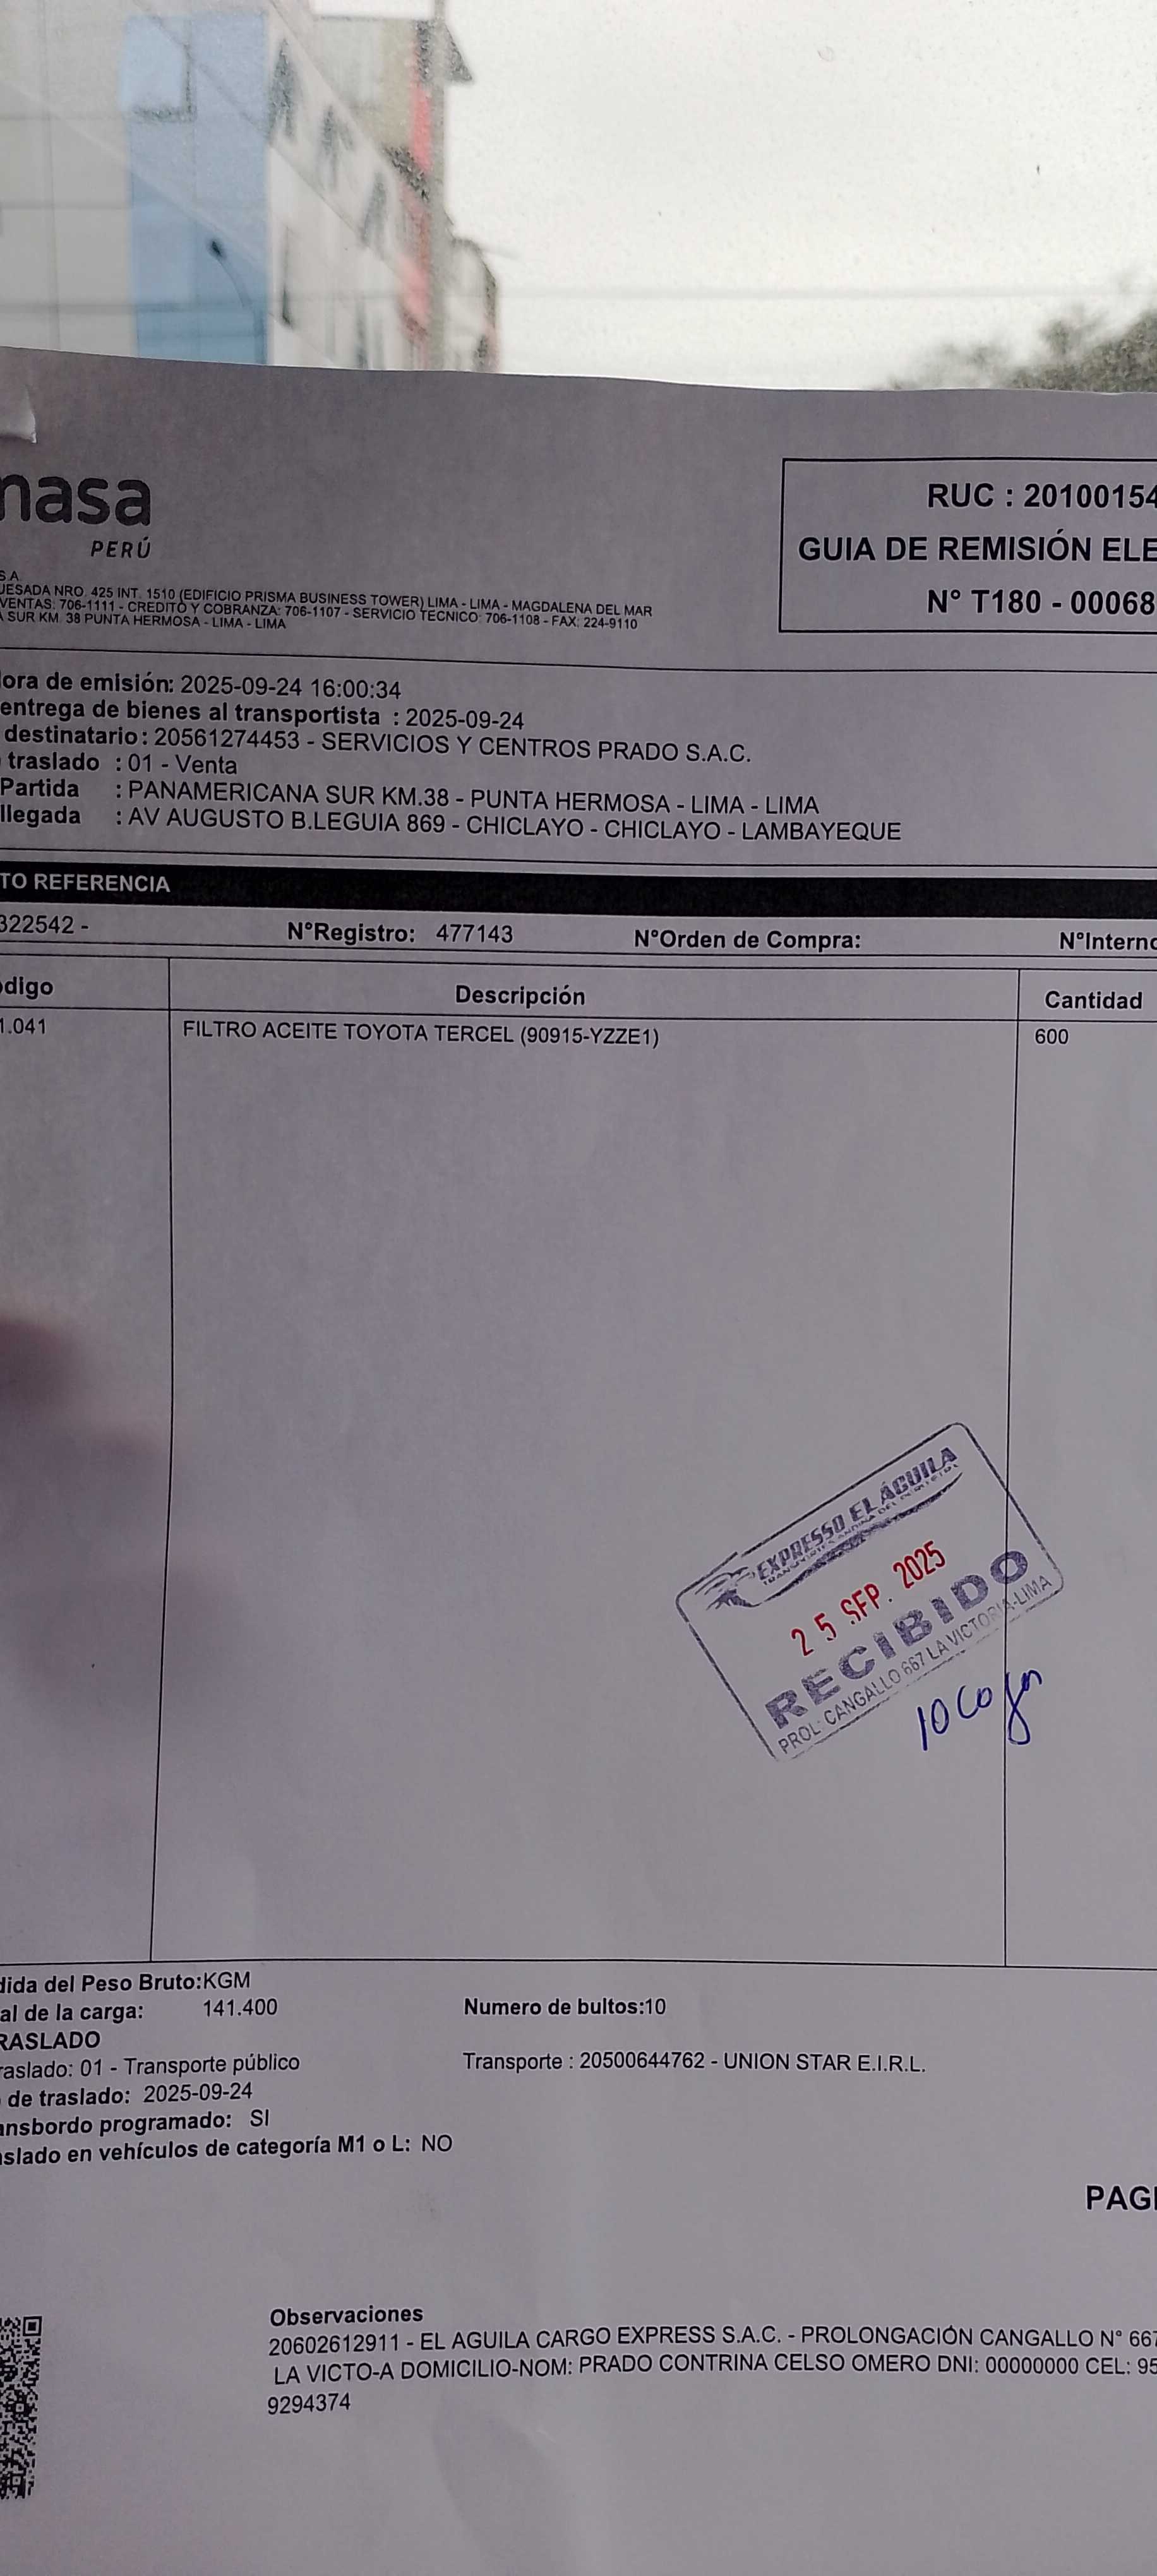 nasa
PERÚ
S.A.
UESADA NRO. 425 INT. 1510 (EDIFICIO PRISMA BUSINESS TOWER) LIMA - LIMA - MAGDALENA DEL MAR
VENTAS: 706-1111 - CREDITO Y COBRANZA: 706-1107 - SERVICIO TECNICO: 706-1108 - FAX: 224-9110
A SUR KM. 38 PUNTA HERMOSA - LIMA - LIMA
RUC : 20100154
GUIA DE REMISIÓN ELE
N° T180 - 00068
ora de emisión: 2025-09-24 16:00:34
entrega de bienes al transportista : 2025-09-24
destinatario : 20561274453 - SERVICIOS Y CENTROS PRADO S.A.C.
traslado : 01 - Venta
Partida : PANAMERICANA SUR KM.38 - PUNTA HERMOSA - LIMA - LIMA
llegada : AV AUGUSTO B.LEGUIA 869 - CHICLAYO - CHICLAYO - LAMBAYEQUE
TO REFERENCIA
322542 - N°Registro: 477143 N°Orden de Compra: N°Interno
digo Descripción Cantidad
1.041 FILTRO ACEITE TOYOTA TERCEL (90915-YZZE1) 600
EXPRESSO EL ÁGUILA
25 SEP. 2025
RECIBIDO
PROL. CANGALLO 667 LA VICTORIA-LIMA
10
dida del Peso Bruto:KGM
al de la carga: 141.400 Numero de bultos:10
RASLADO
raslado: 01 - Transporte público Transporte : 20500644762 - UNION STAR E.I.R.L.
de traslado: 2025-09-24
ansbordo programado: SI
aslado en vehículos de categoría M1 o L: NO
PAGI
Observaciones
20602612911 - EL AGUILA CARGO EXPRESS S.A.C. - PROLONGACIÓN CANGALLO N° 667
LA VICTO-A DOMICILIO-NOM: PRADO CONTRINA CELSO OMERO DNI: 00000000 CEL: 95
9294374